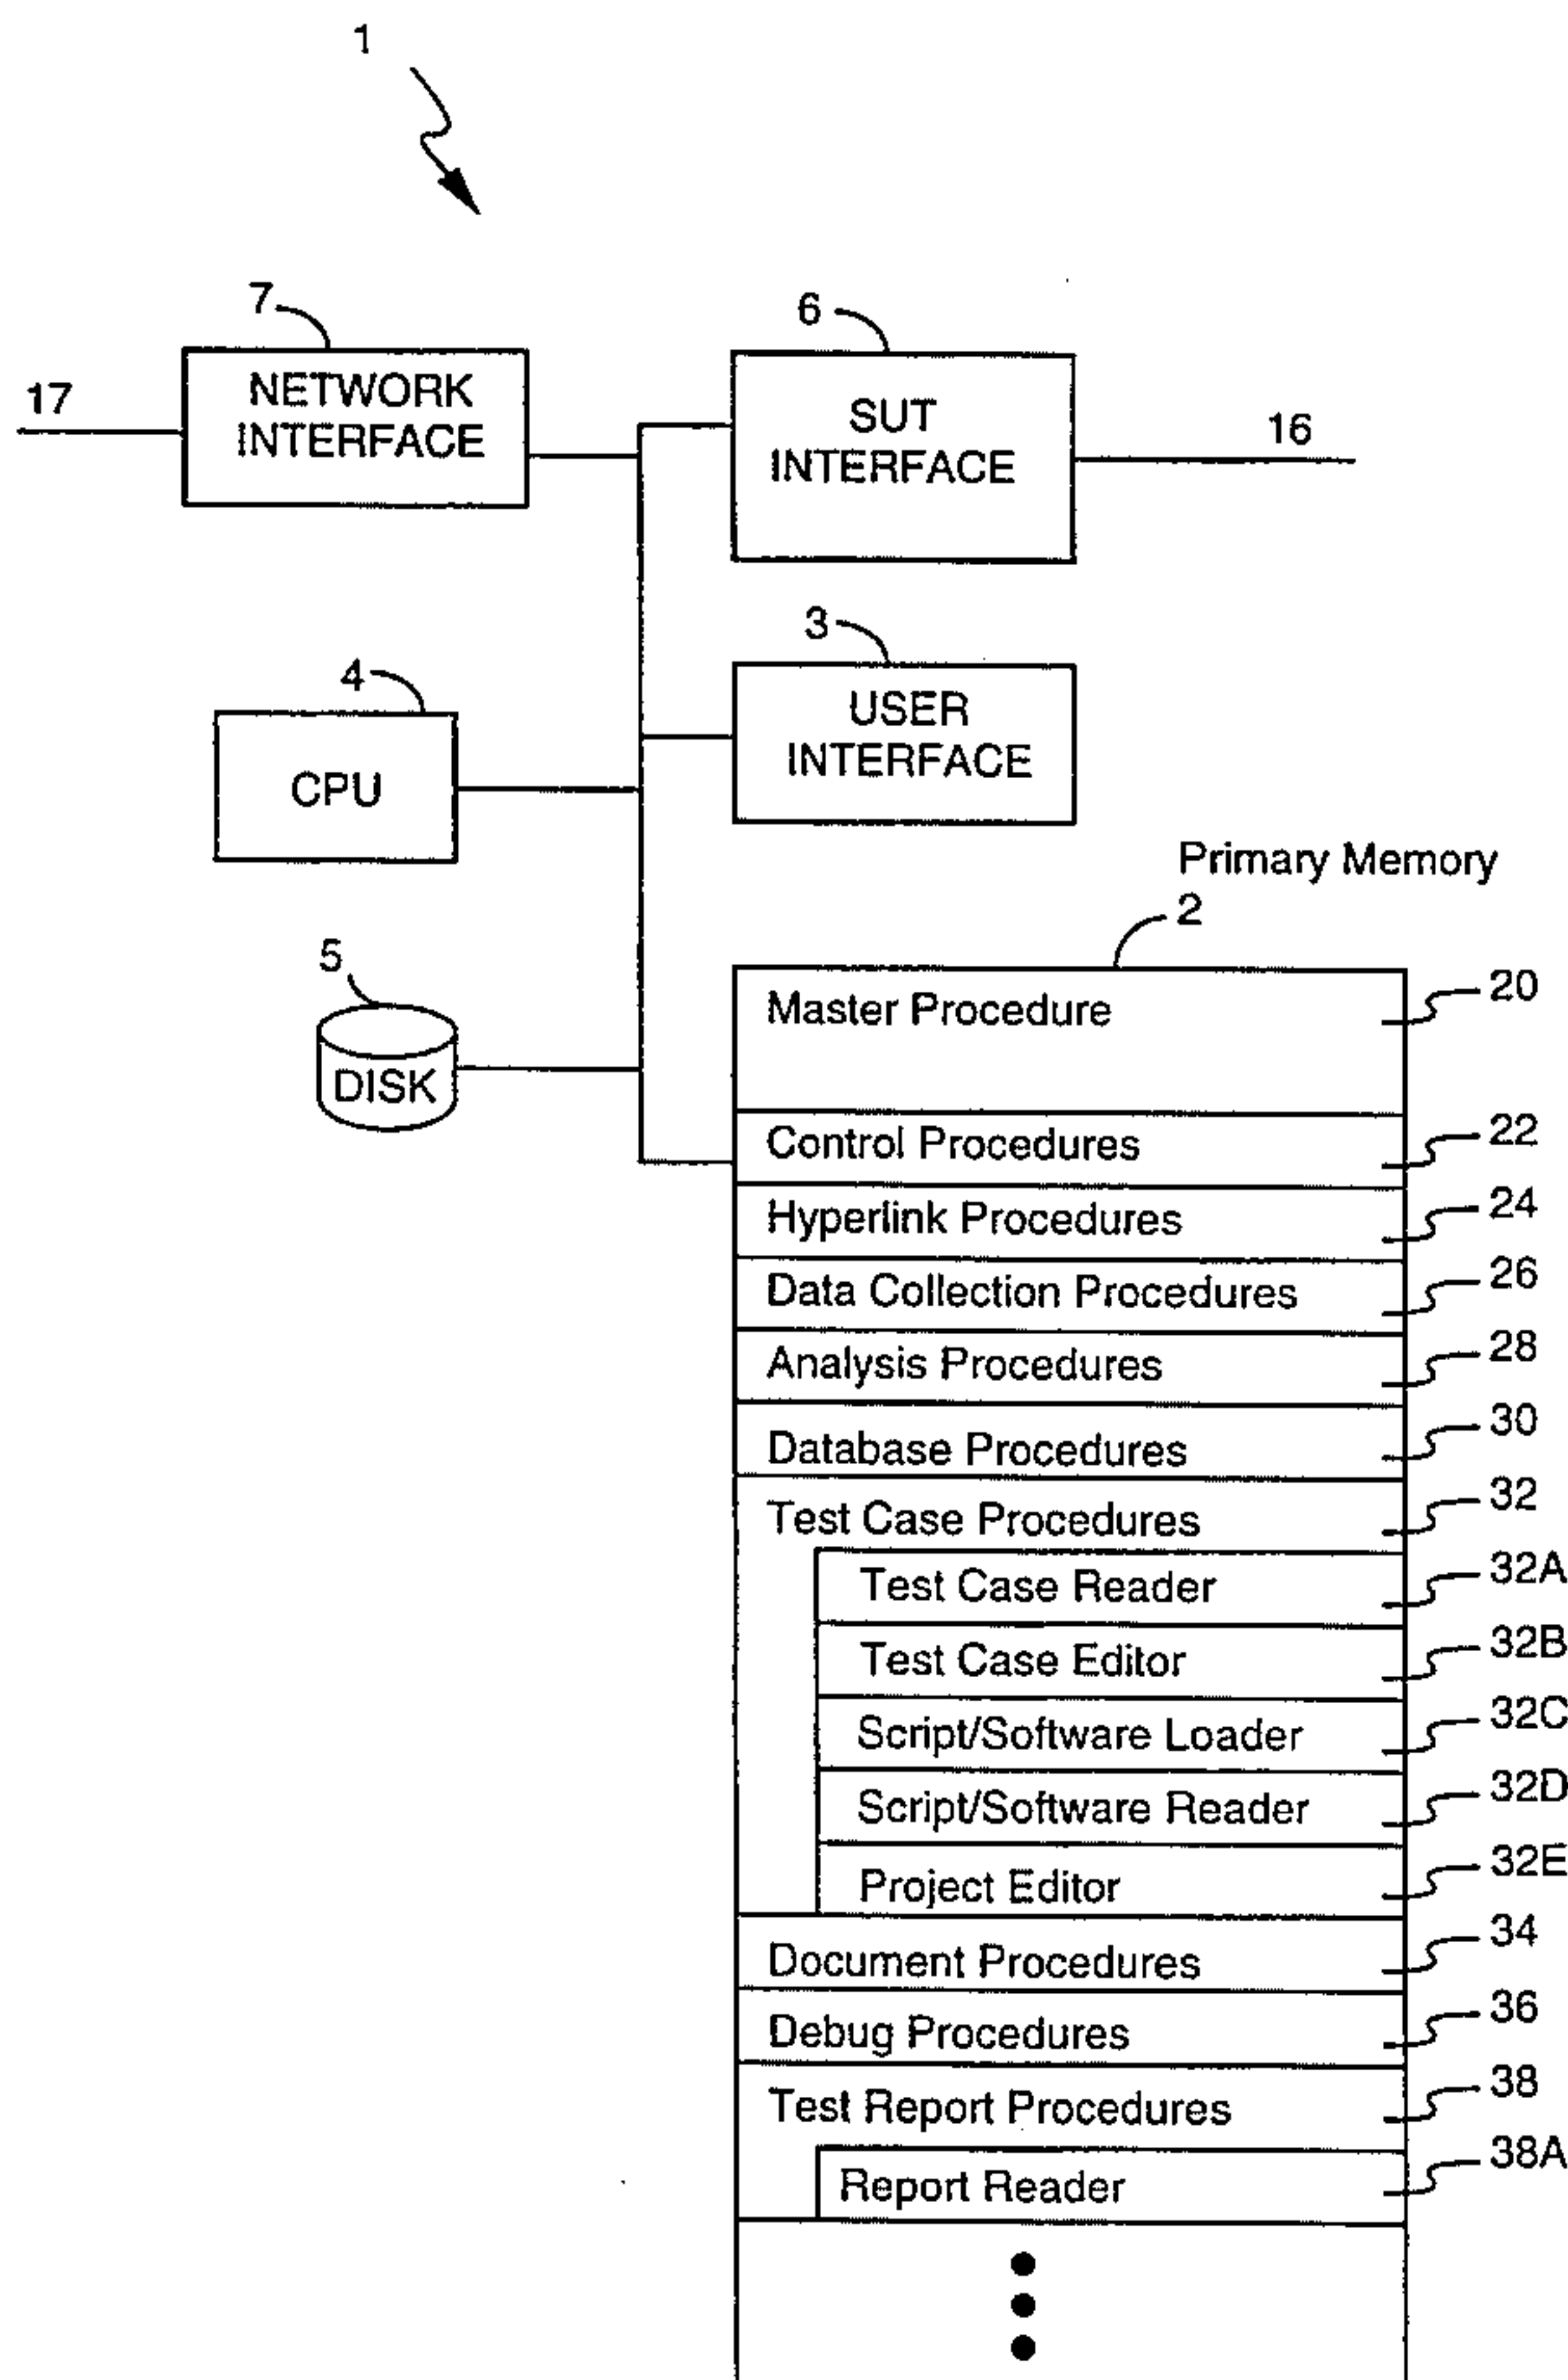 1
7
6
17
NETWORK
INTERFACE
SUT
INTERFACE
16
3
4
USER
INTERFACE
CPU
Primary Memory
2
5
DISK
Master Procedure
20
Control Procedures
22
Hyperlink Procedures
24
Data Collection Procedures
26
Analysis Procedures
28
Database Procedures
30
Test Case Procedures
32
Test Case Reader
32A
Test Case Editor
32B
Script/Software Loader
32C
Script/Software Reader
32D
Project Editor
32E
Document Procedures
34
Debug Procedures
36
Test Report Procedures
38
Report Reader
38A